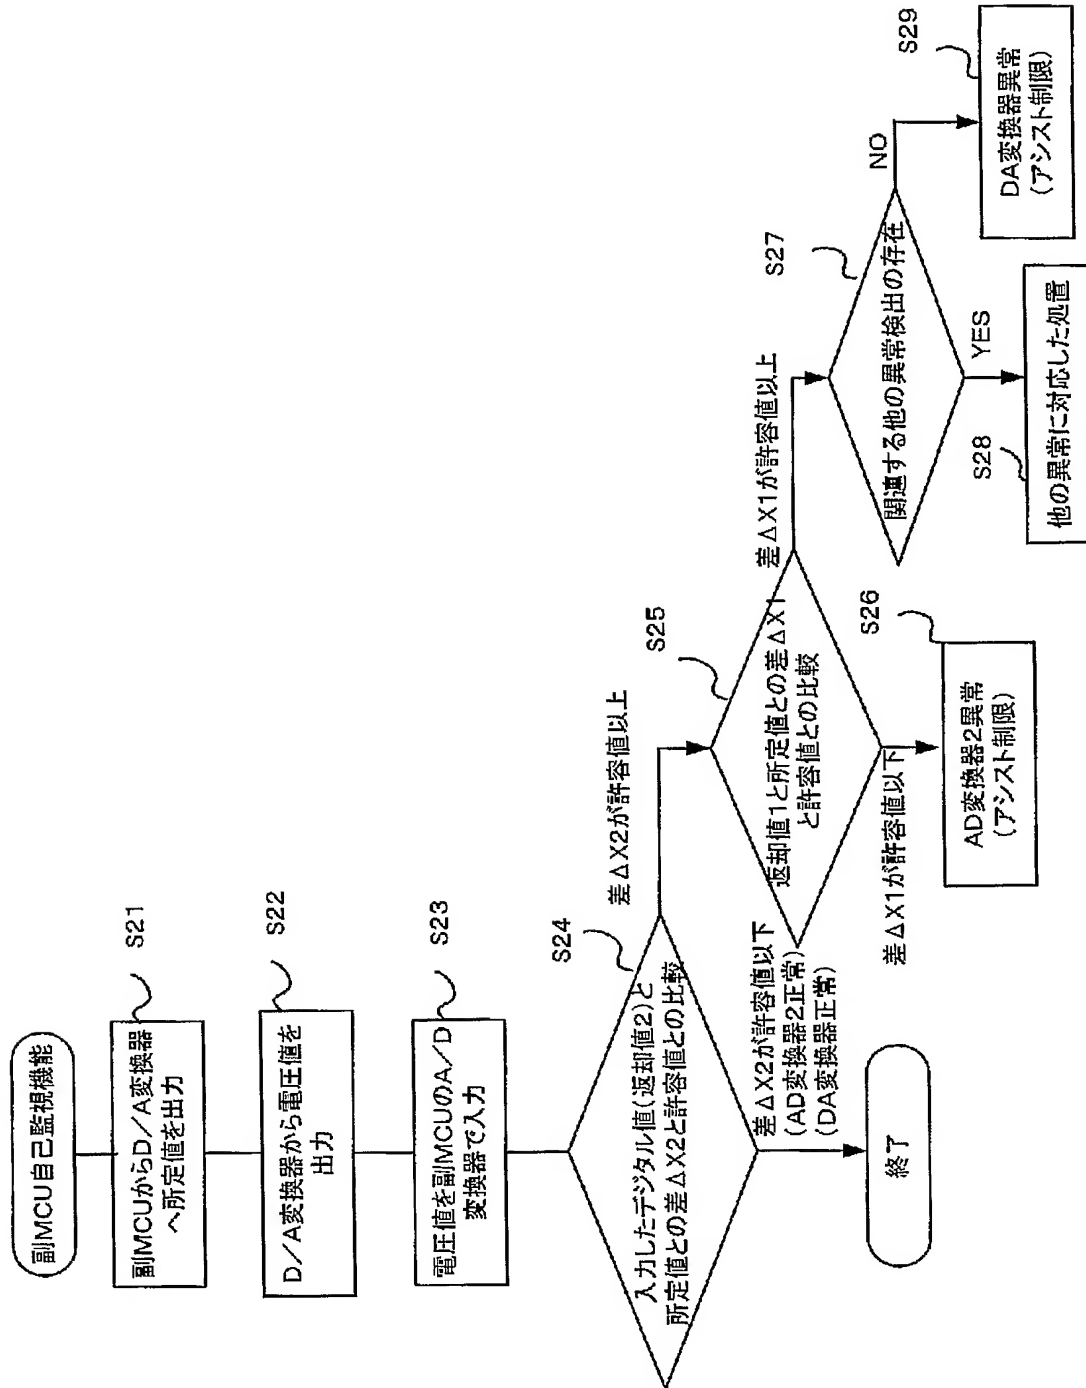 副MCU自己監視機能
副MCUからD/A変換器
へ所定値を出力
S21
D/A変換器から電圧値を
出力
S22
電圧値を副MCUのA/D
変換器で入力
S23
入力したデジタル値(返却値2)と
所定値との差ΔX2と許容値との比較
S24
差ΔX2が許容値以上
差ΔX2が許容値以下
(AD変換器2正常)
(DA変換器正常)
終了
返却値1と所定値との差ΔX1
と許容値との比較
S25
差ΔX1が許容値以上
差ΔX1が許容値以下
AD変換器2異常
(アシスト制限)
S26
関連する他の異常検出の存在
S27
YES
NO
他の異常に対応した処置
S28
DA変換器異常
(アシスト制限)
S29